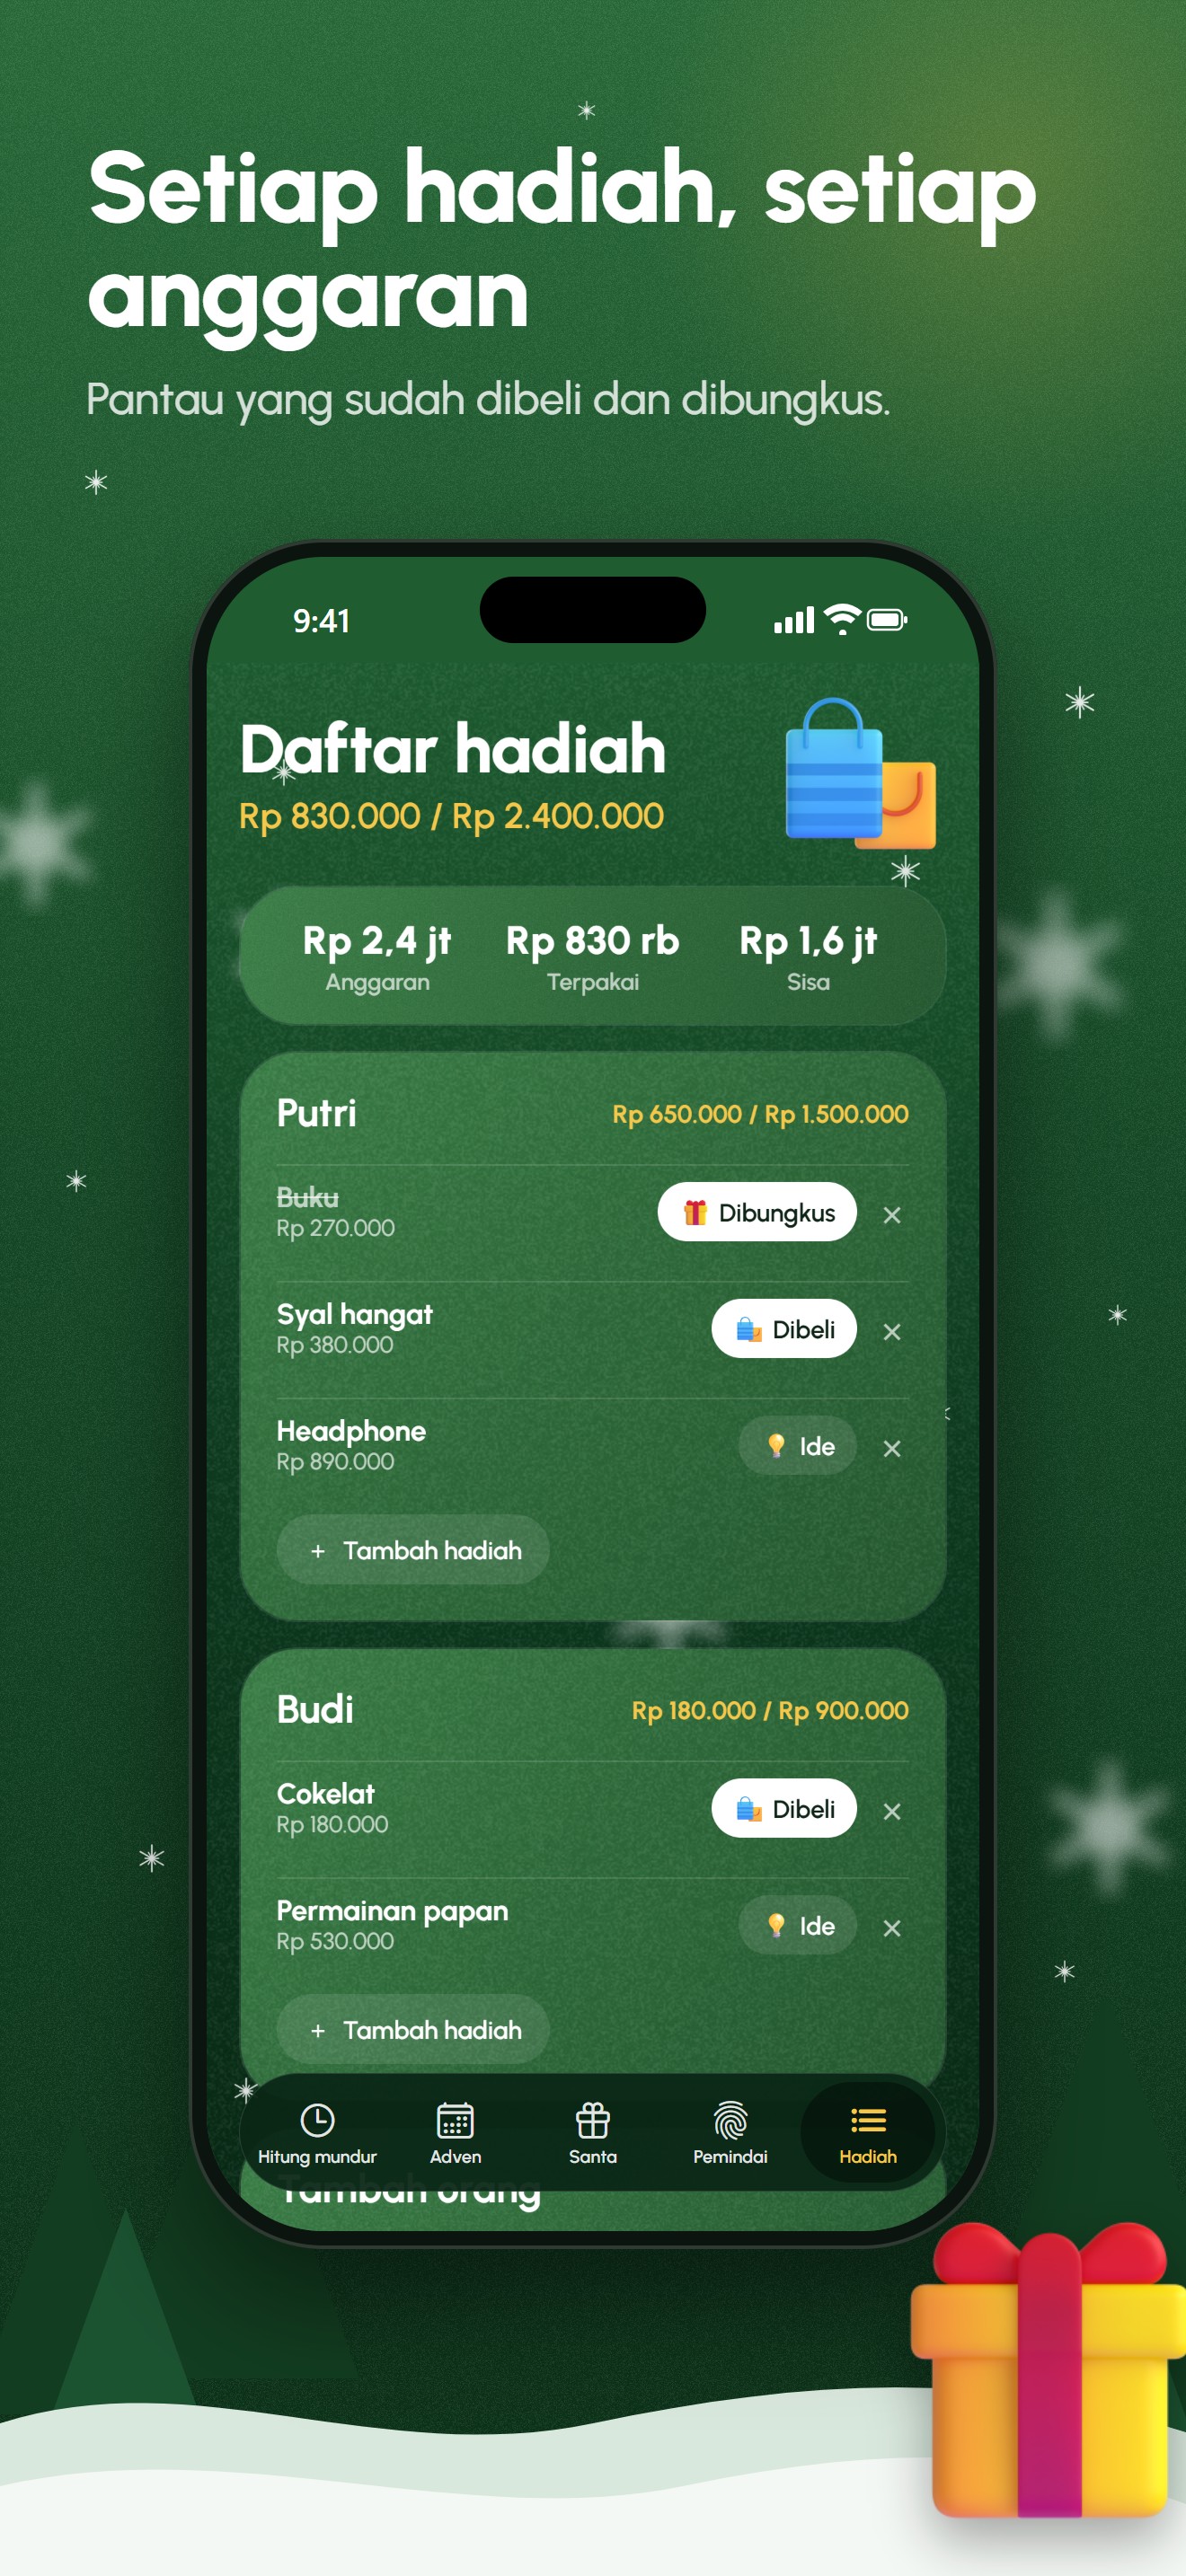 Setiap hadiah, setiap
anggaran
Pantau yang sudah dibeli dan dibungkus.
9:41
Daftar hadiah
Rp 830.000 / Rp 2.400.000
Rp 2,4 jt Rp 830 rb Rp 1,6 jt
Anggaran Terpakai Sisa
Putri Rp 650.000 / Rp 1.500.000
Buku
Rp 270.000
Dibungkus ×
Syal hangat
Rp 380.000
Dibeli ×
Headphone
Rp 890.000
Ide ×
+ Tambah hadiah
Budi Rp 180.000 / Rp 900.000
Cokelat
Rp 180.000
Dibeli ×
Permainan papan
Rp 530.000
Ide ×
+ Tambah hadiah
Hitung mundur Adven Santa Pemindai Hadiah
Tambah orang